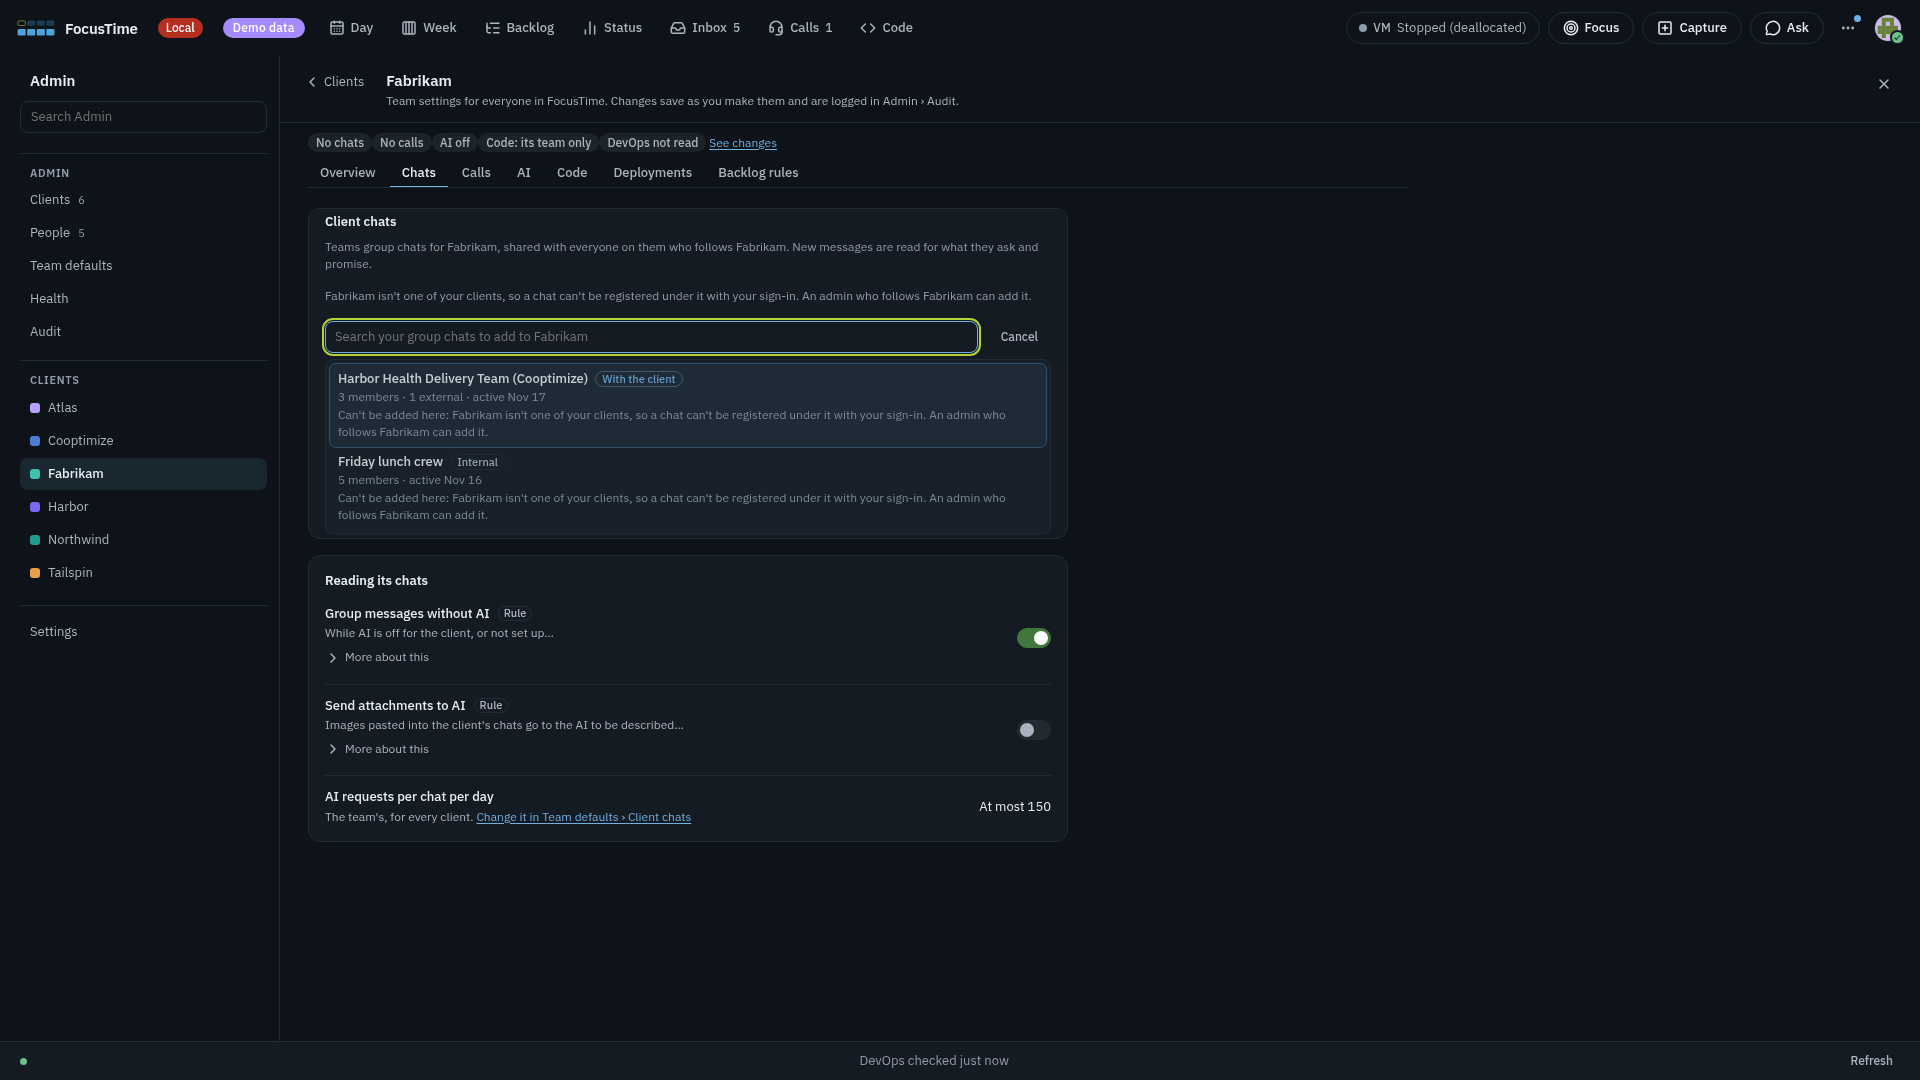 FocusTime
Local
Demo data
Day
Week
Backlog
Status
Inbox 5
Calls 1
Code
VM Stopped (deallocated)
Focus
Capture
Ask
Admin
Search Admin
ADMIN
Clients 6
People 5
Team defaults
Health
Audit
CLIENTS
Atlas
Cooptimize
Fabrikam
Harbor
Northwind
Tailspin
Settings
Clients
Fabrikam
Team settings for everyone in FocusTime. Changes save as you make them and are logged in Admin › Audit.
No chats
No calls
AI off
Code: its team only
DevOps not read
See changes
Overview
Chats
Calls
AI
Code
Deployments
Backlog rules
Client chats
Teams group chats for Fabrikam, shared with everyone on them who follows Fabrikam. New messages are read for what they ask and
promise.
Fabrikam isn't one of your clients, so a chat can't be registered under it with your sign-in. An admin who follows Fabrikam can add it.
Search your group chats to add to Fabrikam
Cancel
Harbor Health Delivery Team (Cooptimize) With the client
3 members · 1 external · active Nov 17
Can't be added here: Fabrikam isn't one of your clients, so a chat can't be registered under it with your sign-in. An admin who
follows Fabrikam can add it.
Friday lunch crew Internal
5 members · active Nov 16
Can't be added here: Fabrikam isn't one of your clients, so a chat can't be registered under it with your sign-in. An admin who
follows Fabrikam can add it.
Reading its chats
Group messages without AI Rule
While AI is off for the client, or not set up...
More about this
Send attachments to AI Rule
Images pasted into the client's chats go to the AI to be described...
More about this
AI requests per chat per day
The team's, for every client. Change it in Team defaults › Client chats
At most 150
DevOps checked just now
Refresh